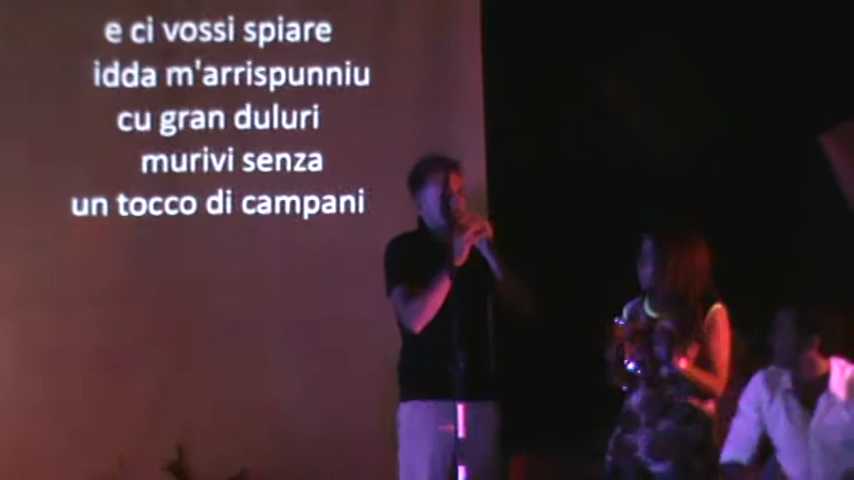 e ci vossi spiare
idda m'arrispunniu
cu gran duluri
murivi senza
un tocco di campani